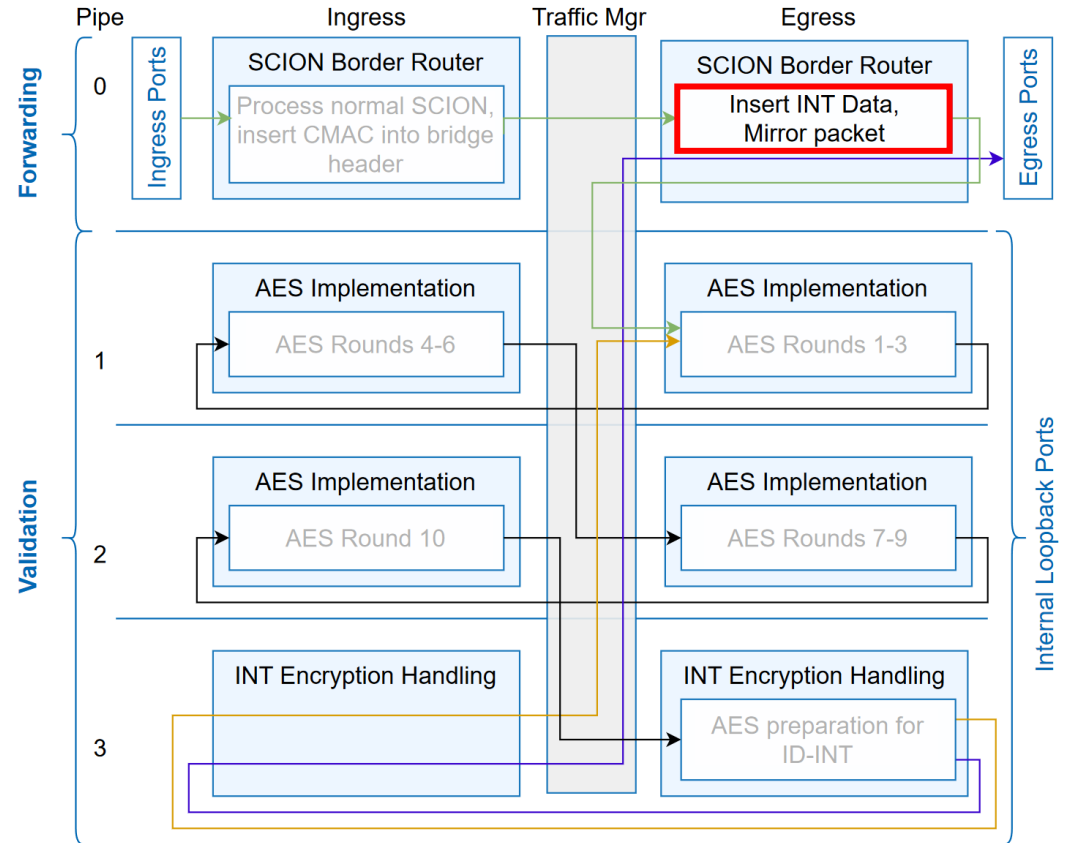 Pipe
Ingress
Traffic Mgr
Egress
Forwarding
0
Ingress Ports
SCION Border Router
Process normal SCION,
insert CMAC into bridge
header
SCION Border Router
Insert INT Data,
Mirror packet
Egress Ports
Validation
1
AES Implementation
AES Rounds 4-6
AES Implementation
AES Rounds 1-3
2
AES Implementation
AES Round 10
AES Implementation
AES Rounds 7-9
Internal Loopback Ports
3
INT Encryption Handling
INT Encryption Handling
AES preparation for
ID-INT